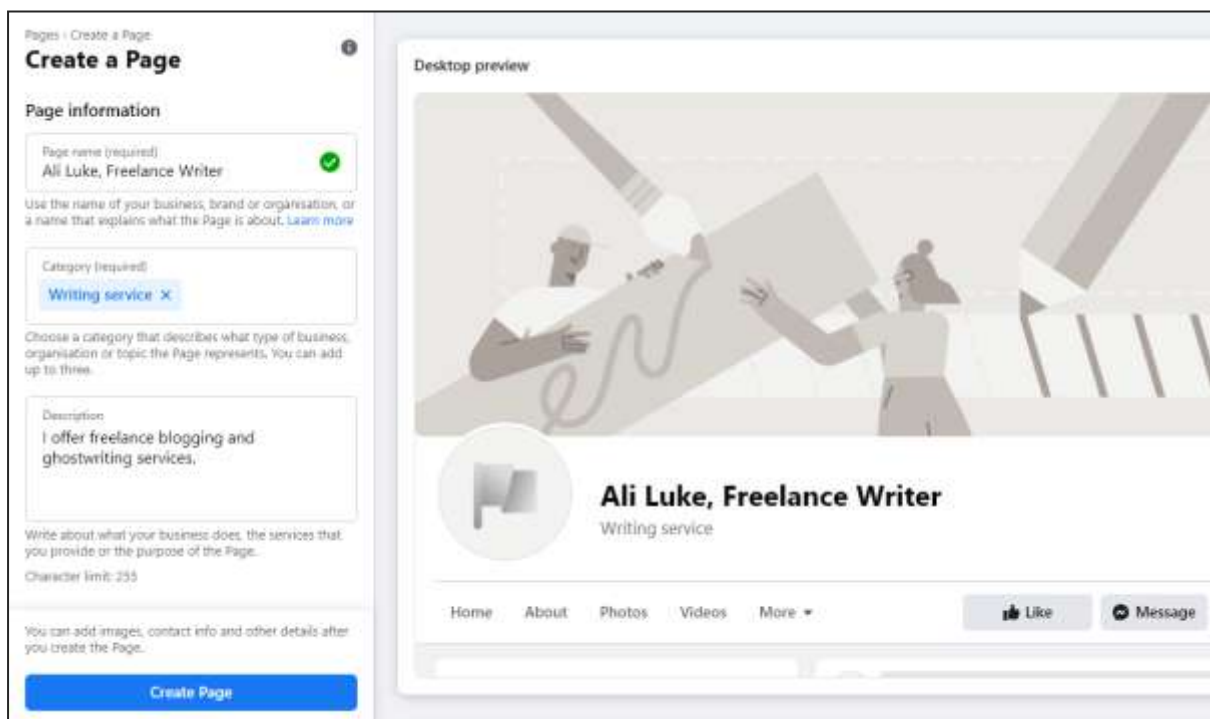 Pages › Create a Page
Create a Page
Page information
Page name (required)
Ali Luke, Freelance Writer
Use the name of your business, brand or organisation, or
a name that explains what the Page is about. Learn more
Category (required)
Writing service ×
Choose a category that describes what type of business,
organisation or topic the Page represents. You can add
up to three.
Description
I offer freelance blogging and
ghostwriting services.
Write about what your business does, the services that
you provide or the purpose of the Page.
Character limit: 255
You can add images, contact info and other details after
you create the Page.
Create Page
Desktop preview
Ali Luke, Freelance Writer
Writing service
Home About Photos Videos More
Like Message